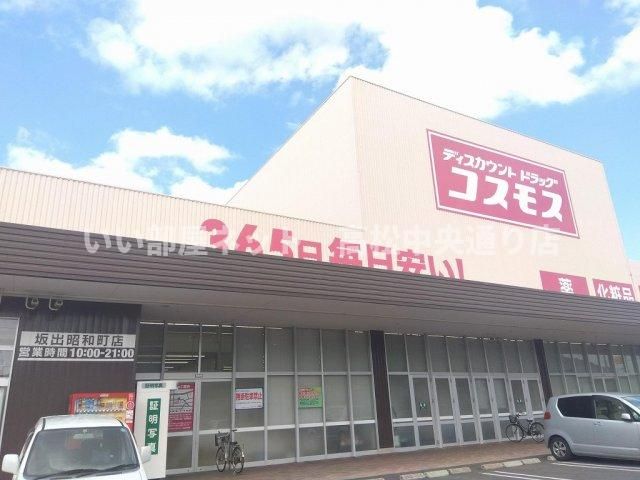 ディスカウント ドラッグ
コスモス
いい部屋ネット 高松中央通り店
366日毎日安い!
薬
化粧品
坂出昭和町店
営業時間 10:00-21:00
証明写真